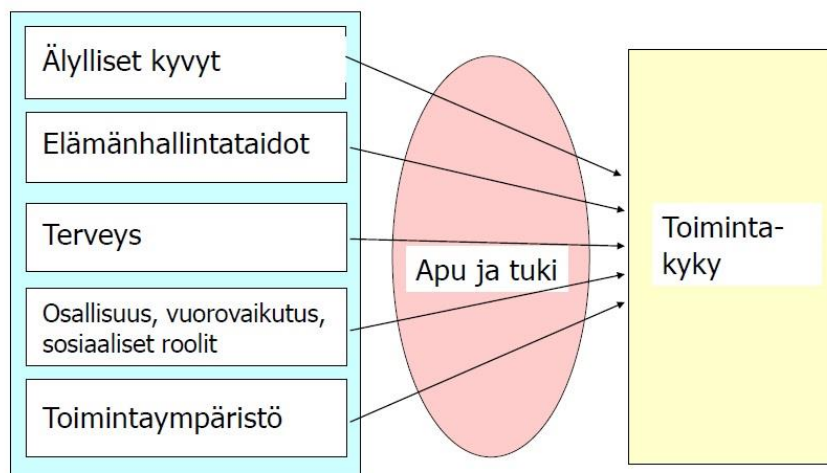 Älylliset kyvyt
Elämänhallintataidot
Terveys
Osallisuus, vuorovaikutus,
sosiaaliset roolit
Toimintaympäristö
Apu ja tuki
Toiminta-
kyky